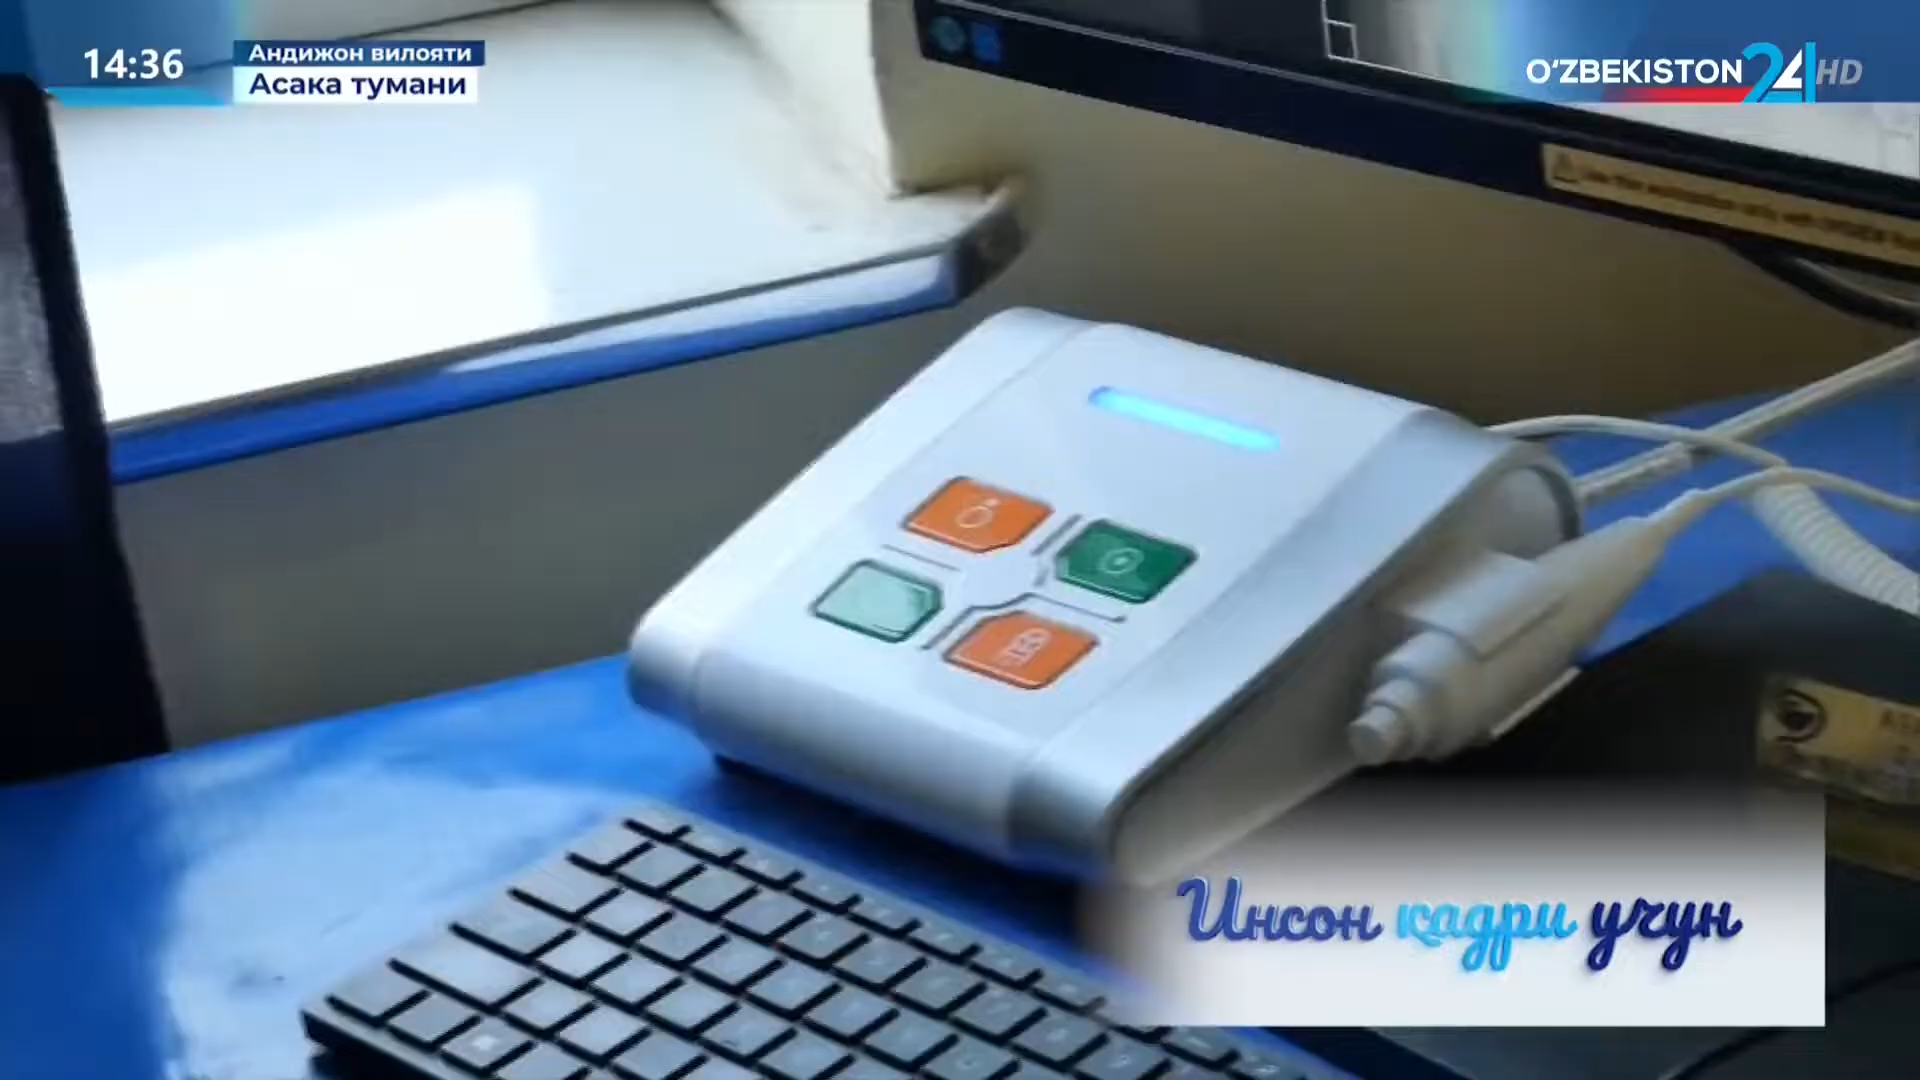 14:36
Андижон вилояти
Асака тумани
O‘ZBEKISTON 24 HD
Инсон қадри учун